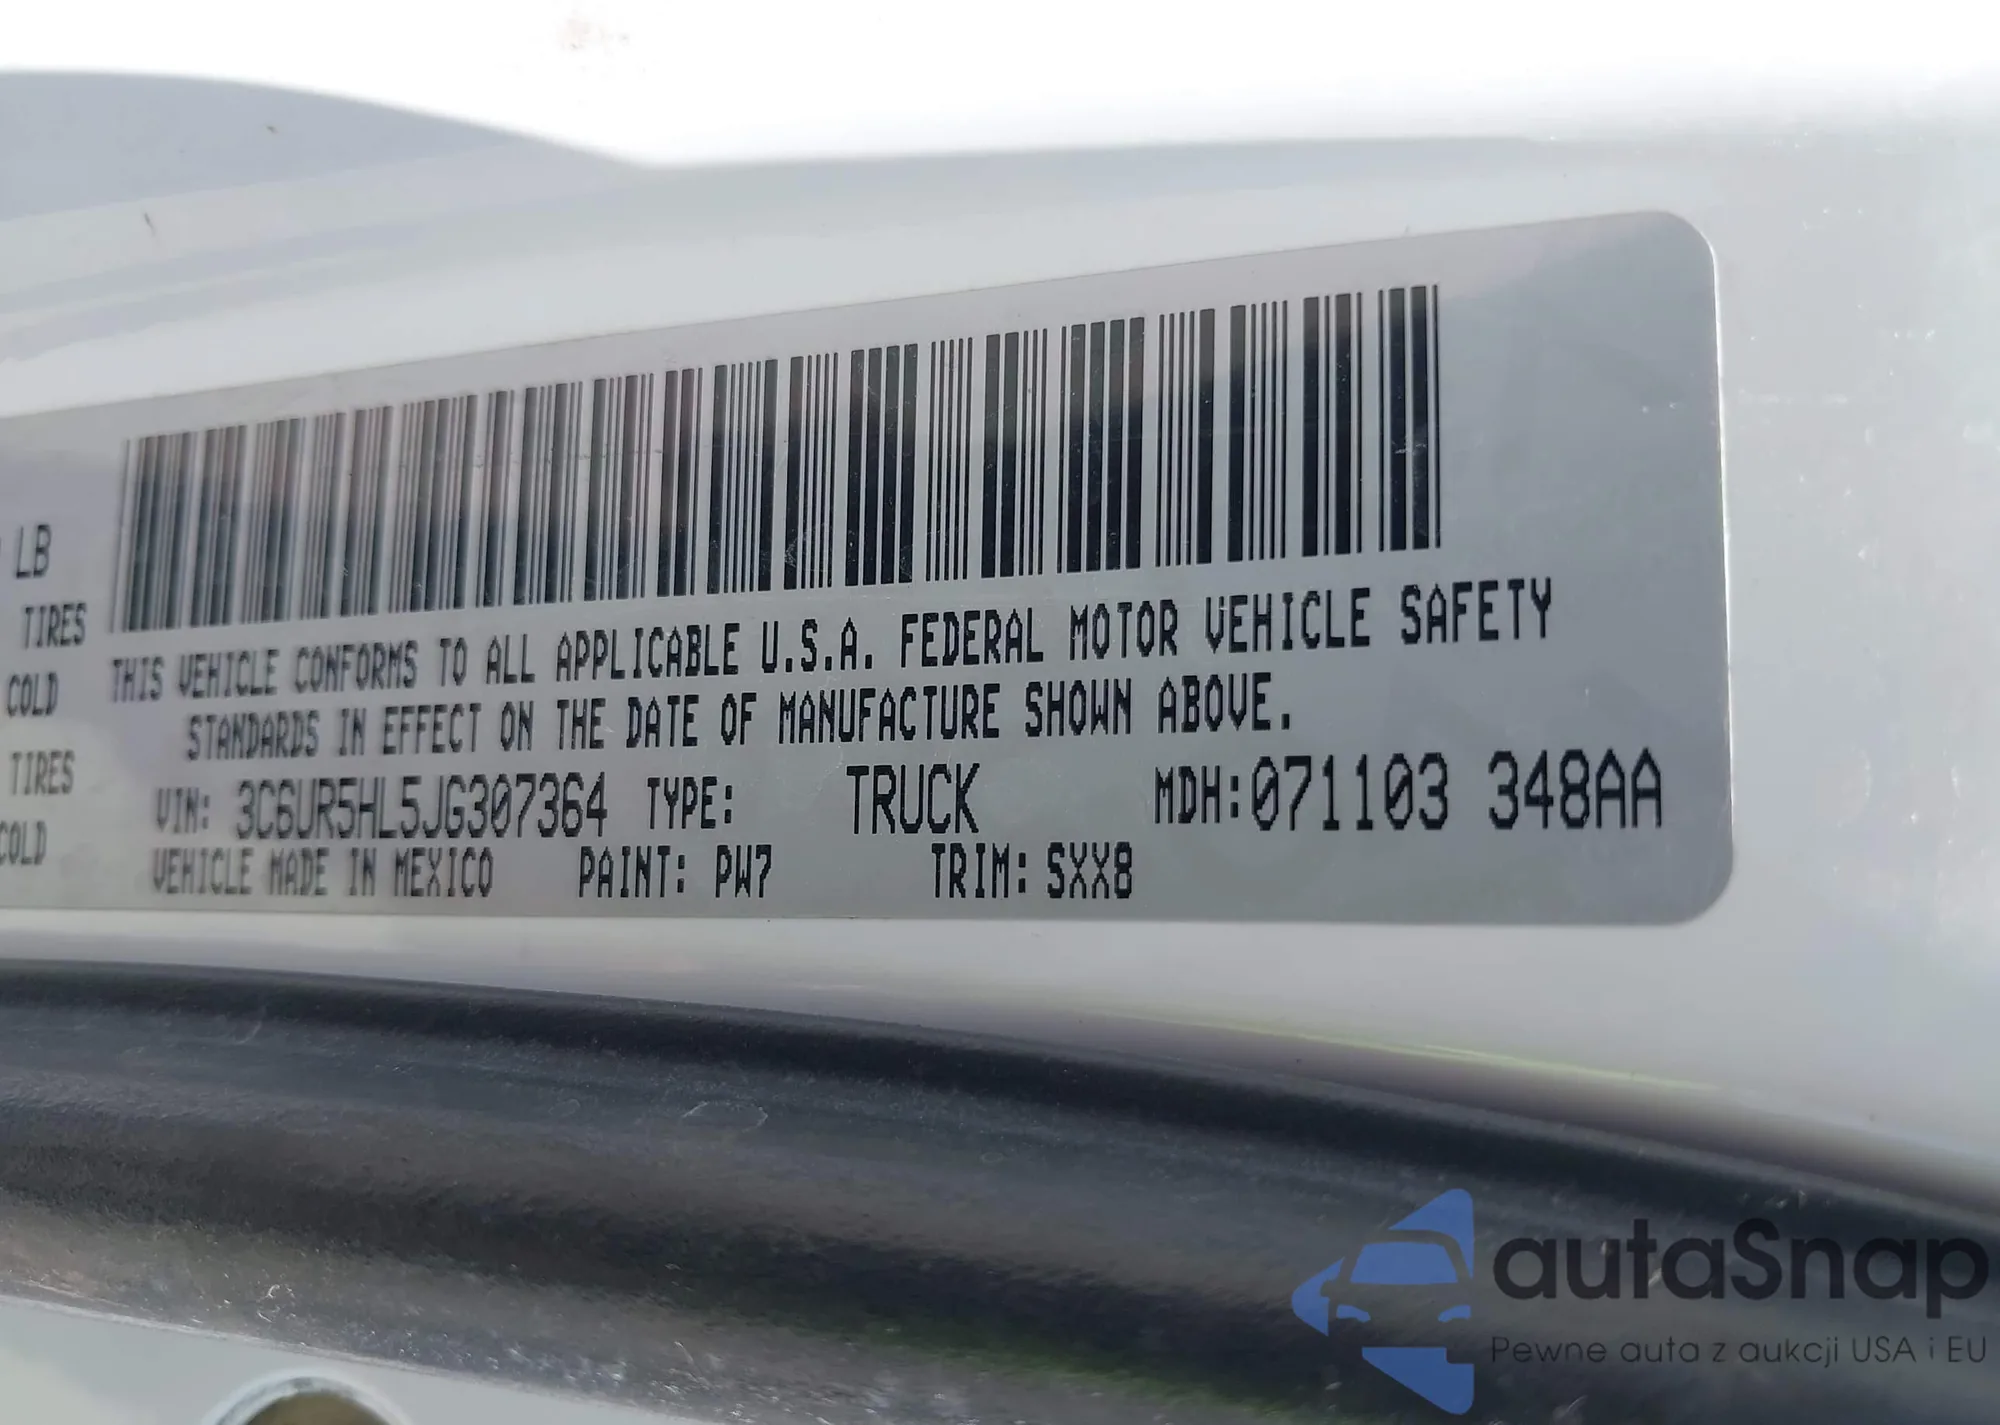 LB
TIRES
COLD
TIRES
COLD
THIS VEHICLE CONFORMS TO ALL APPLICABLE U.S.A. FEDERAL MOTOR VEHICLE SAFETY
STANDARDS IN EFFECT ON THE DATE OF MANUFACTURE SHOWN ABOVE.
VIN: 3C6UR5HL5JG307364 TYPE: TRUCK MDH:071103 348AA
VEHICLE MADE IN MEXICO PAINT: PW7 TRIM: SXX8
autaSnap
Pewne auta z aukcji USA i EU